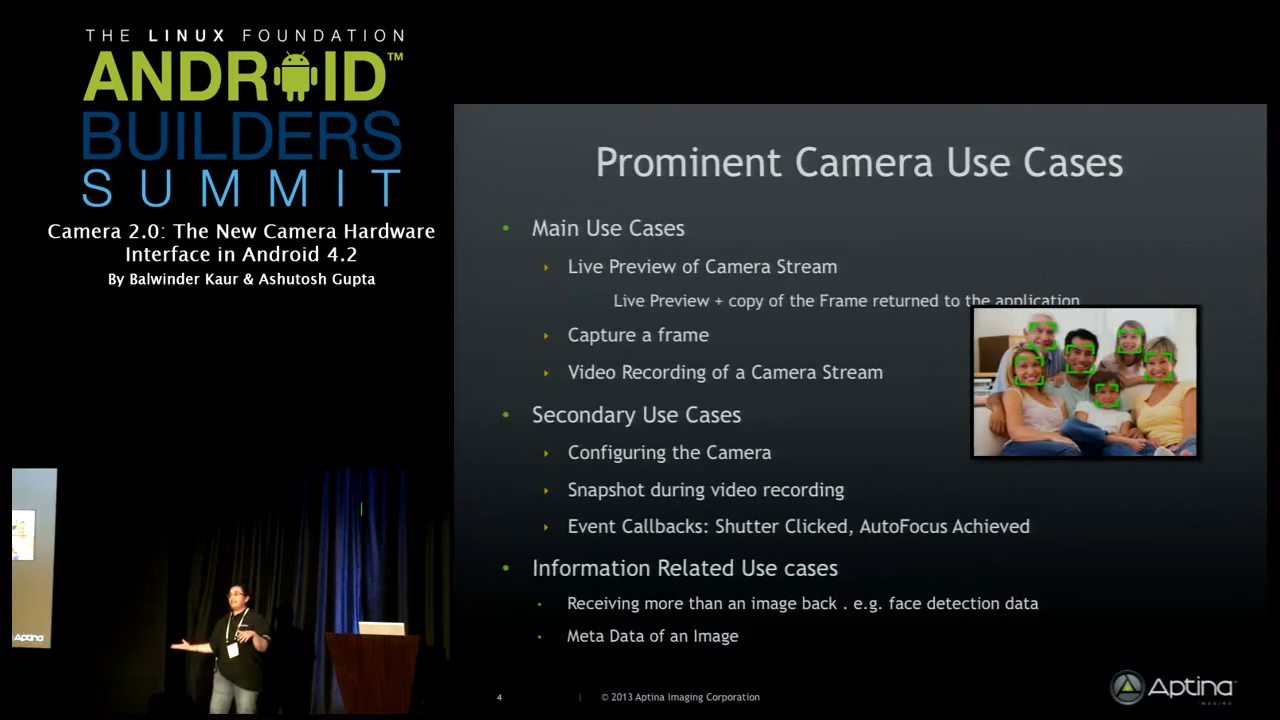 THE LINUX FOUNDATION
ANDROID™
BUILDERS
SUMMIT
Camera 2.0: The New Camera Hardware
Interface in Android 4.2
By Balwinder Kaur & Ashutosh Gupta
Prominent Camera Use Cases
• Main Use Cases
Live Preview of Camera Stream
Live Preview + copy of the Frame returned to the application
Capture a frame
Video Recording of a Camera Stream
• Secondary Use Cases
Configuring the Camera
Snapshot during video recording
Event Callbacks: Shutter Clicked, AutoFocus Achieved
• Information Related Use cases
• Receiving more than an image back . e.g. face detection data
• Meta Data of an Image
4 | © 2013 Aptina Imaging Corporation
Aptina
IMAGING
Aptina